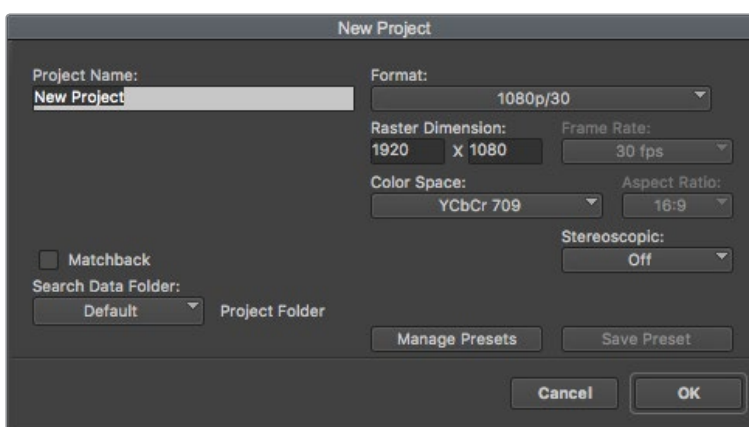 New Project
Project Name:
New Project
Format:
1080p/30
Raster Dimension:
1920 x 1080
Frame Rate:
30 fps
Color Space:
YCbCr 709
Aspect Ratio:
16:9
Stereoscopic:
Off
Matchback
Search Data Folder:
Default
Project Folder
Manage Presets
Save Preset
Cancel
OK